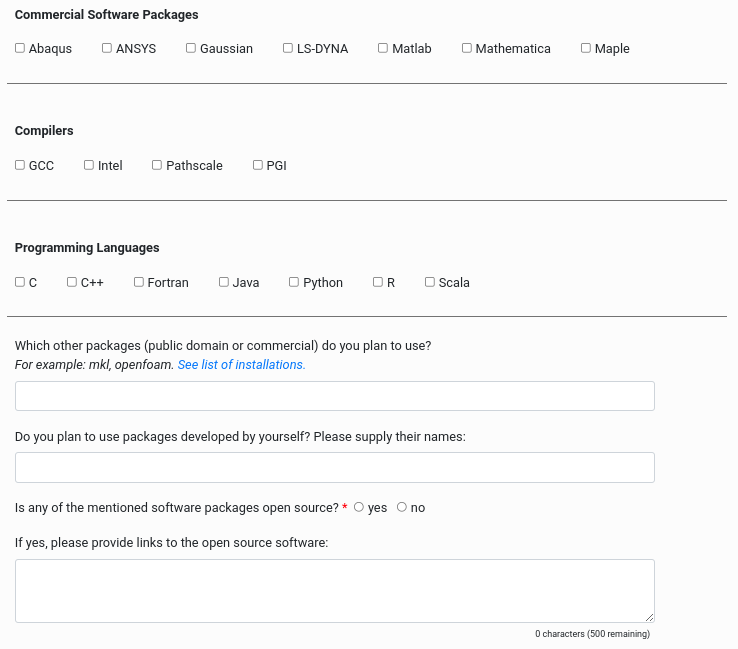 Commercial Software Packages
Abaqus ANSYS Gaussian LS-DYNA Matlab Mathematica Maple
Compilers
GCC Intel Pathscale PGI
Programming Languages
C C++ Fortran Java Python R Scala
Which other packages (public domain or commercial) do you plan to use?
For example: mkl, openfoam. See list of installations.
Do you plan to use packages developed by yourself? Please supply their names:
Is any of the mentioned software packages open source? * yes no
If yes, please provide links to the open source software:
0 characters (500 remaining)